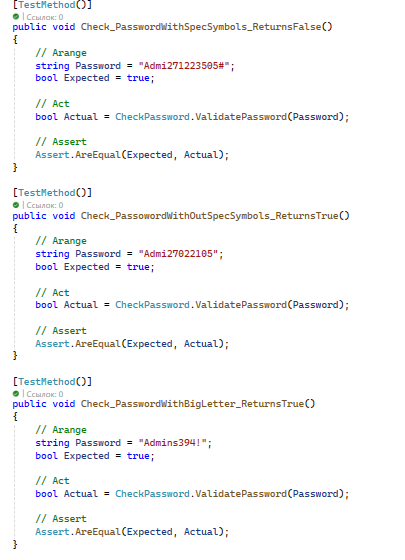 [TestMethod()]
| Ссылок: 0
public void Check_PasswordWithSpecSymbols_ReturnsFalse()
{
// Arange
string Password = "Admi271223505#";
bool Expected = true;
// Act
bool Actual = CheckPassword.ValidatePassword(Password);
// Assert
Assert.AreEqual(Expected, Actual);
}
[TestMethod()]
| Ссылок: 0
public void Check_PassowordWithOutSpecSymbols_ReturnsTrue()
{
// Arange
string Password = "Admi27022105";
bool Expected = true;
// Act
bool Actual = CheckPassword.ValidatePassword(Password);
// Assert
Assert.AreEqual(Expected, Actual);
}
[TestMethod()]
| Ссылок: 0
public void Check_PasswordWithBigLetter_ReturnsTrue()
{
// Arange
string Password = "Admins394!";
bool Expected = true;
// Act
bool Actual = CheckPassword.ValidatePassword(Password);
// Assert
Assert.AreEqual(Expected, Actual);
}